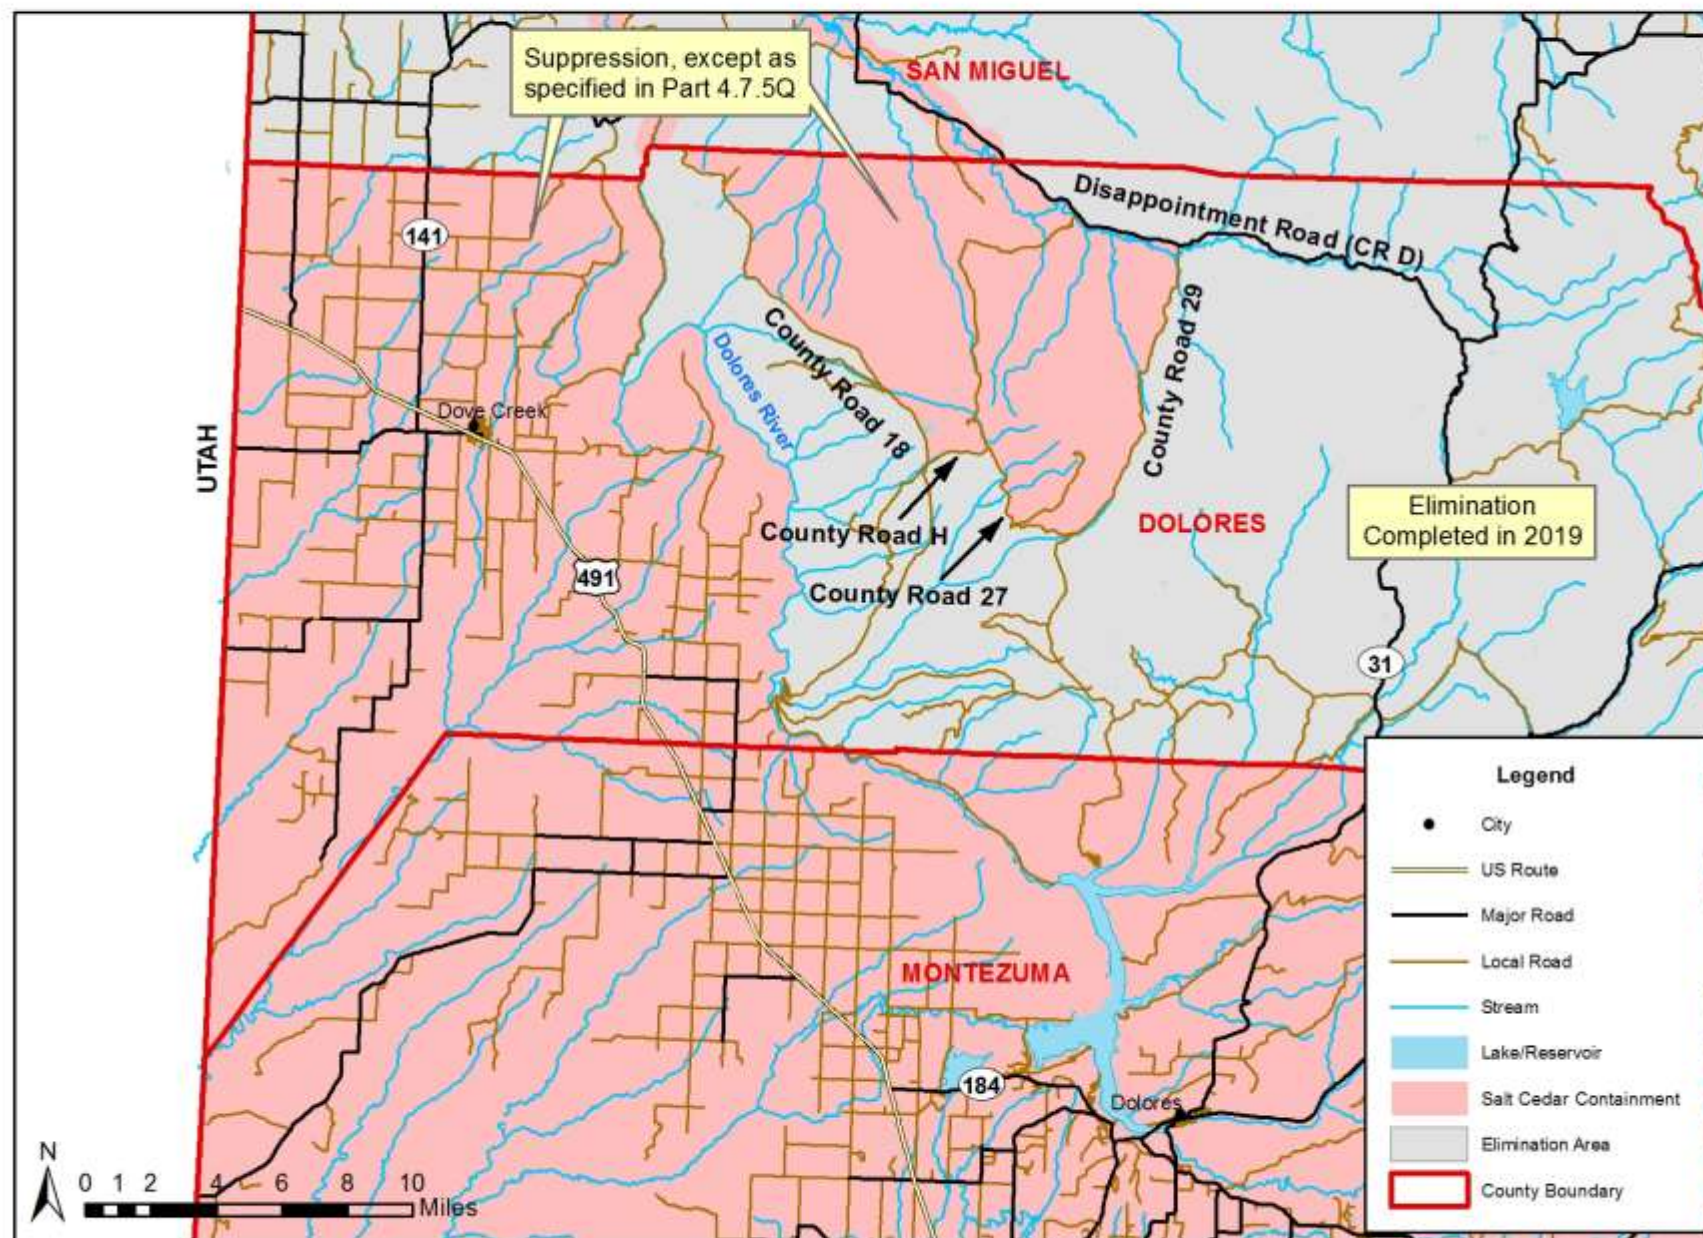 Suppression, except as
specified in Part 4.7.5Q
SAN MIGUEL
Disappointment Road (CR D)
141
County Road 29
County Road 18
Dolores River
Dove Creek
UTAH
Elimination
Completed in 2019
DOLORES
County Road H
491
County Road 27
31
Legend
City
US Route
Major Road
Local Road
Stream
Lake/Reservoir
Salt Cedar Containment
Elimination Area
County Boundary
MONTEZUMA
184
Dolores
N
0 1 2 4 6 8 10
Miles